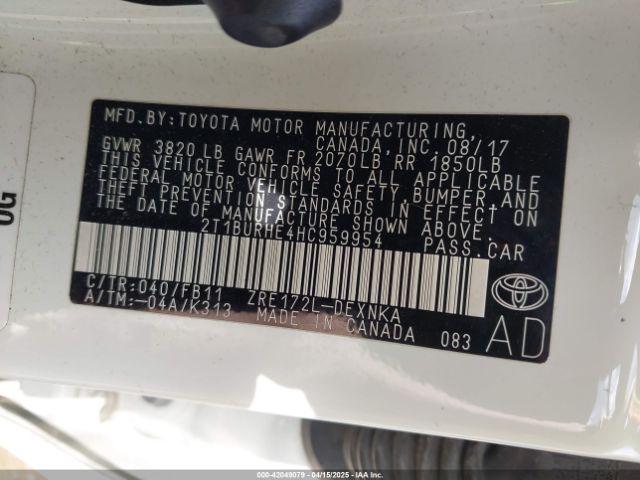 MFD.BY:TOYOTA MOTOR MANUFACTURING,
CANADA,INC.08/17
GVWR 3820 LB GAWR FR 2070LB RR 1850LB
THIS VEHICLE CONFORMS TO ALL APPLICABLE
FEDERAL MOTOR VEHICLE SAFETY,BUMPER,AND
THEFT PREVENTION STANDARDS IN EFFECT ON
THE DATE OF MANUFACTURE SHOWN ABOVE.
2T1BURHE4HC959954 PASS.CAR
C/TR:040/FB11 ZRE172L-DEXNKA
A/TM:-04A/K313 MADE IN CANADA 083
TOYOTA
AD
OG
000-42049079 - 04/15/2025 - IAA Inc.